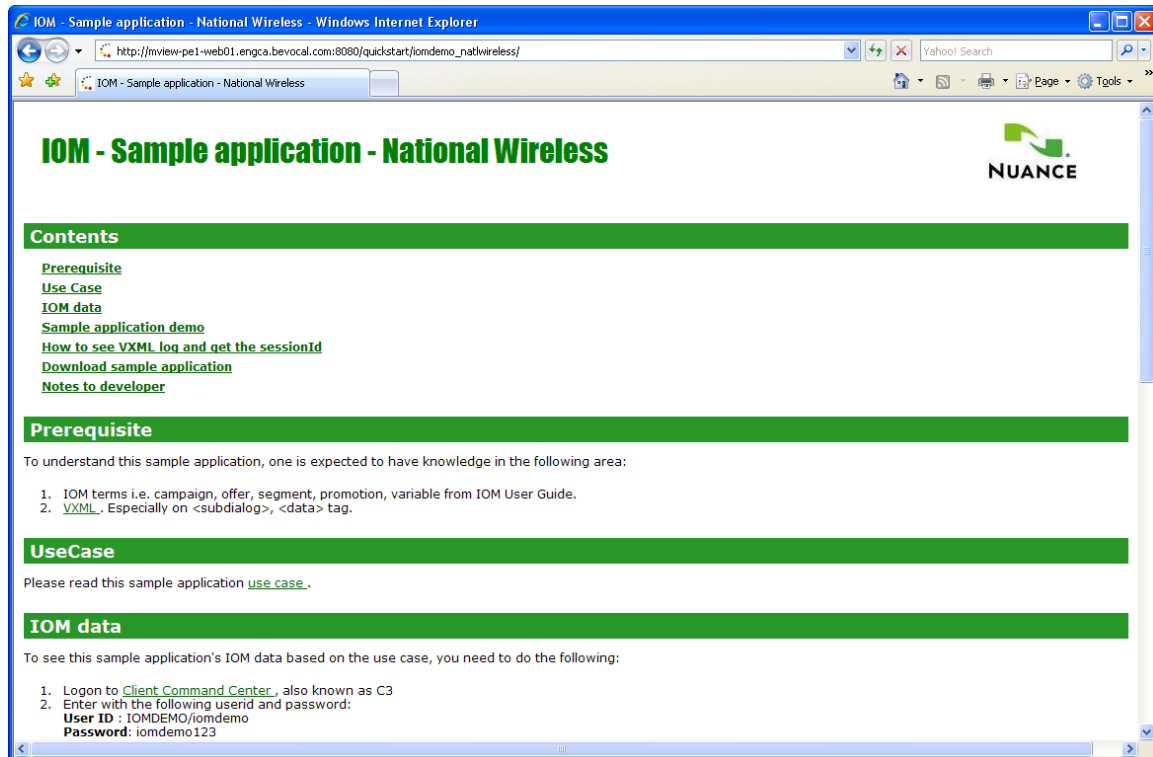 IOM - Sample application - National Wireless - Windows Internet Explorer
http://mview-pe1-web01.engca.bevocal.com:8080/quickstart/iomdemo_natlwireless/
Yahoo! Search
IOM - Sample application - National Wireless
Page
Tools
»
IOM - Sample application - National Wireless
NUANCE
Contents
Prerequisite
Use Case
IOM data
Sample application demo
How to see VXML log and get the sessionId
Download sample application
Notes to developer
Prerequisite
To understand this sample application, one is expected to have knowledge in the following area:
1. IOM terms i.e. campaign, offer, segment, promotion, variable from IOM User Guide.
2. VXML . Especially on <subdialog>, <data> tag.
UseCase
Please read this sample application use case .
IOM data
To see this sample application's IOM data based on the use case, you need to do the following:
1. Logon to Client Command Center , also known as C3
2. Enter with the following userid and password:
User ID : IOMDEMO/iomdemo
Password: iomdemo123